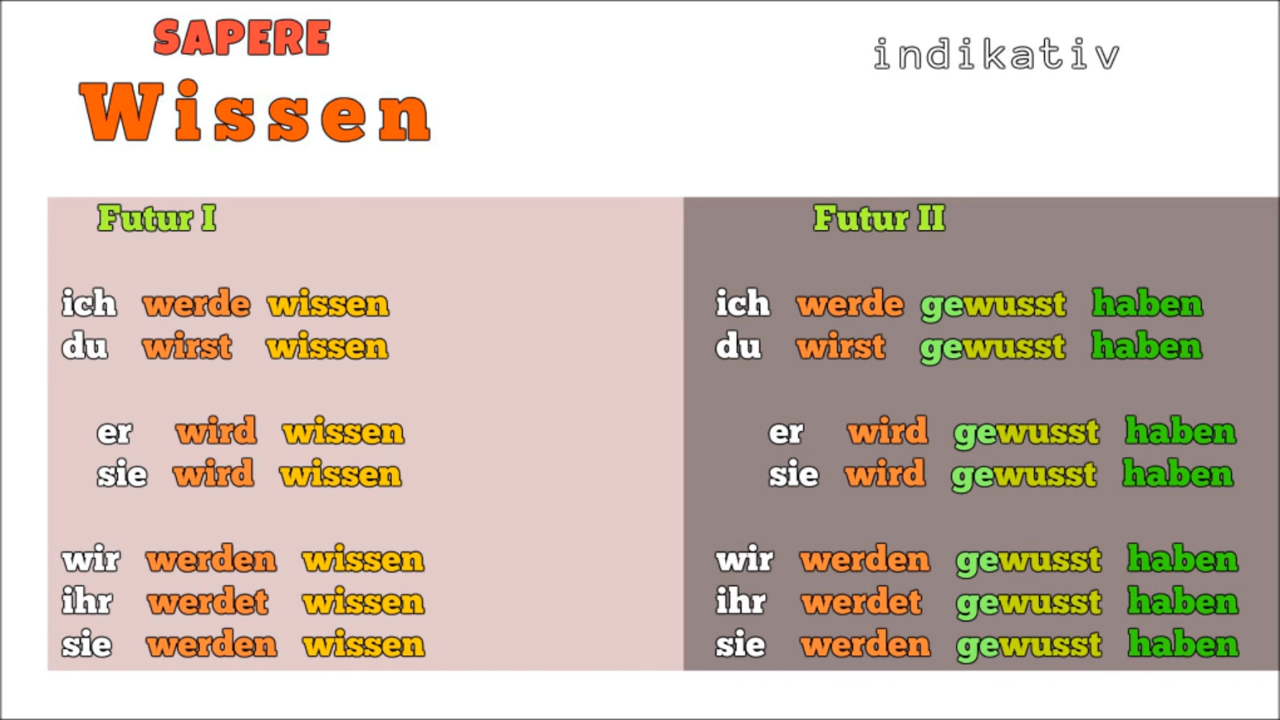 SAPERE
Wissen
indikativ
Futur I
ich werde wissen
du wirst wissen
er wird wissen
sie wird wissen
wir werden wissen
ihr werdet wissen
sie werden wissen
Futur II
ich werde gewusst haben
du wirst gewusst haben
er wird gewusst haben
sie wird gewusst haben
wir werden gewusst haben
ihr werdet gewusst haben
sie werden gewusst haben